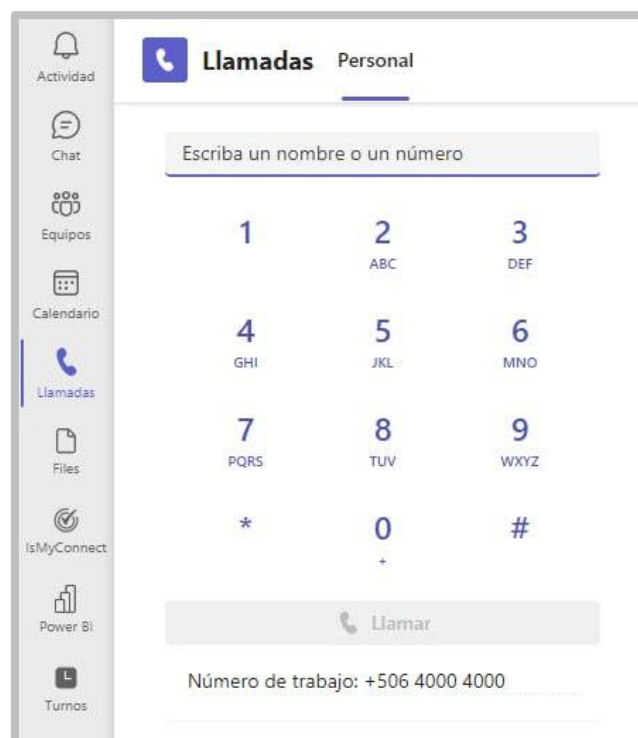 Actividad
Chat
Equipos
Calendario
Llamadas
Files
IsMyConnect
Power BI
Turnos
Llamadas Personal
Escriba un nombre o un número
1 2 3
ABC DEF
4 5 6
GHI JKL MNO
7 8 9
PQRS TUV WXYZ
* 0 #
+
Llamar
Número de trabajo: +506 4000 4000